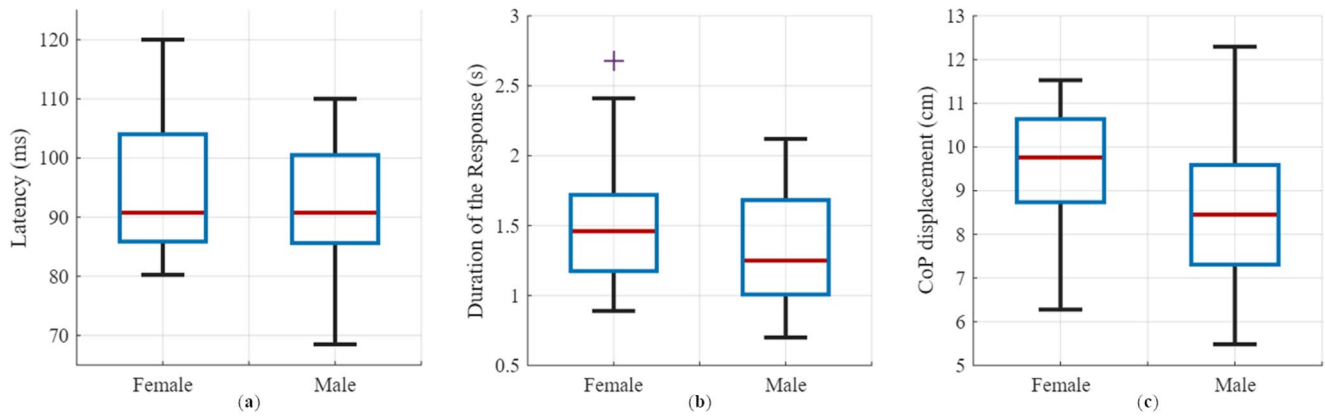 Latency (ms)
120
110
100
90
80
70
Female
Male
(a)
Duration of the Response (s)
3
2.5
2
1.5
1
0.5
Female
Male
(b)
CoP displacement (cm)
13
12
11
10
9
8
7
6
5
Female
Male
(c)